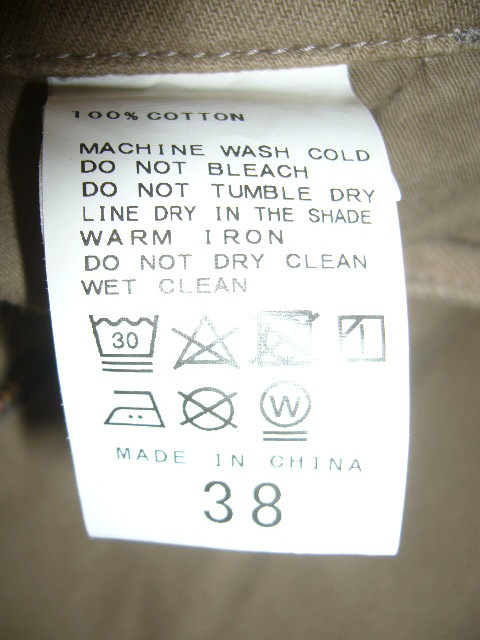 100% COTTON
MACHINE WASH COLD
DO NOT BLEACH
DO NOT TUMBLE DRY
LINE DRY IN THE SHADE
WARM IRON
DO NOT DRY CLEAN
WET CLEAN
30
W
MADE IN CHINA
38